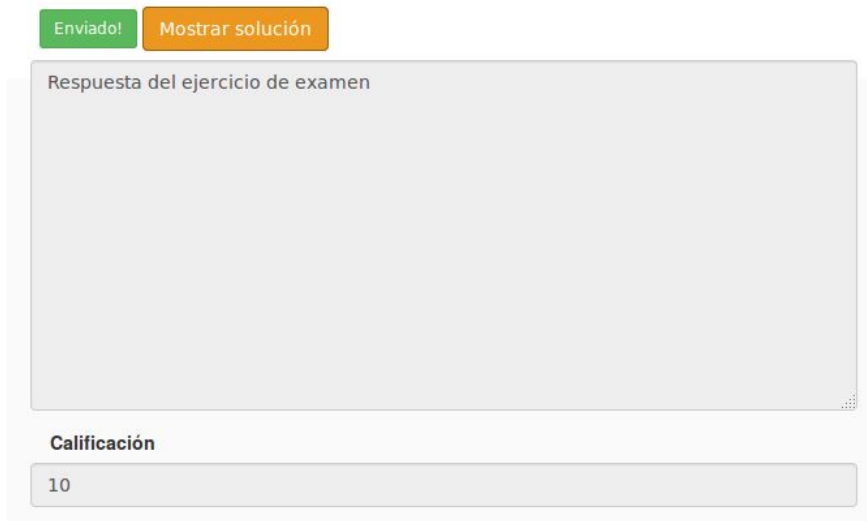 Enviado! Mostrar solución
Respuesta del ejercicio de examen
Calificación
10